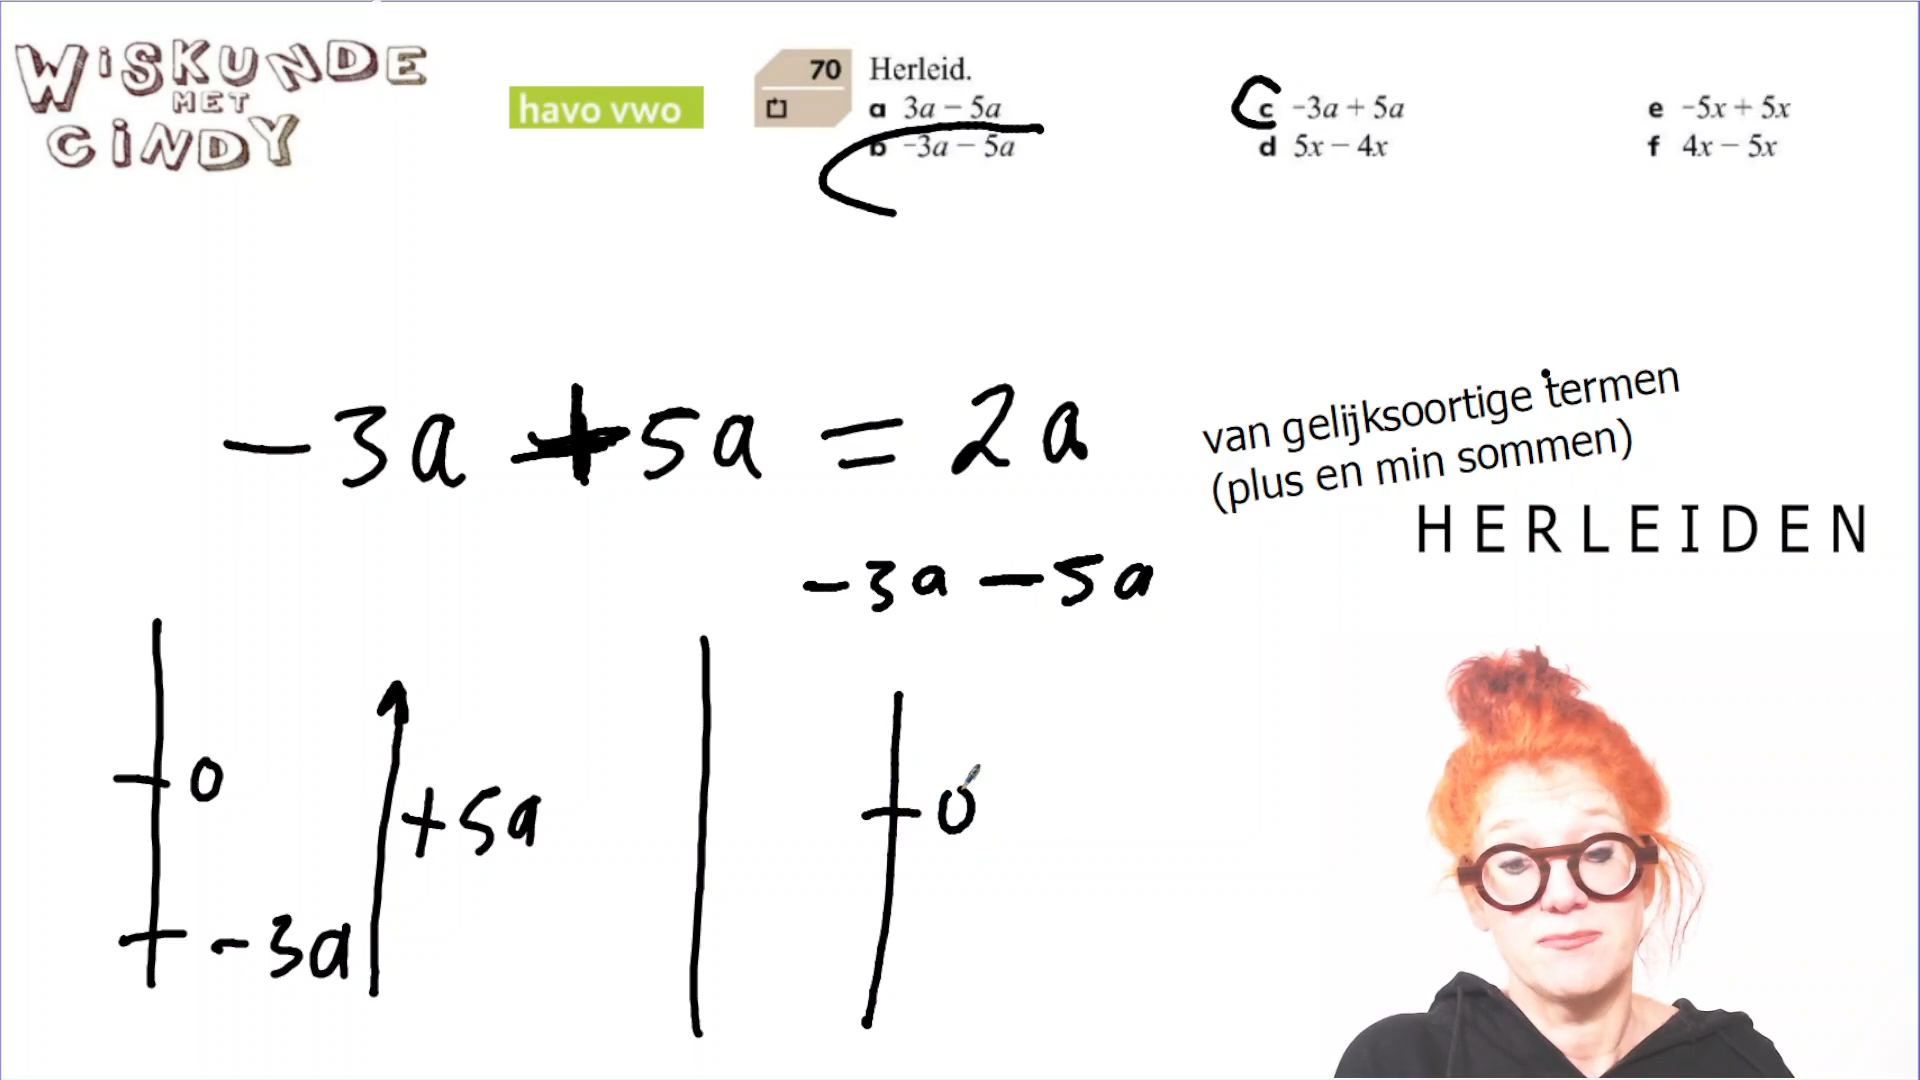 WISKUNDE
MET
CINDY
havo vwo
70 Herleid.
a 3a − 5a
b -3a − 5a
c -3a + 5a
d 5x − 4x
e -5x + 5x
f 4x − 5x
-3a + 5a = 2a
van gelijksoortige termen
(plus en min sommen)
HERLEIDEN
-3a - 5a
0
+5a
-3a
0